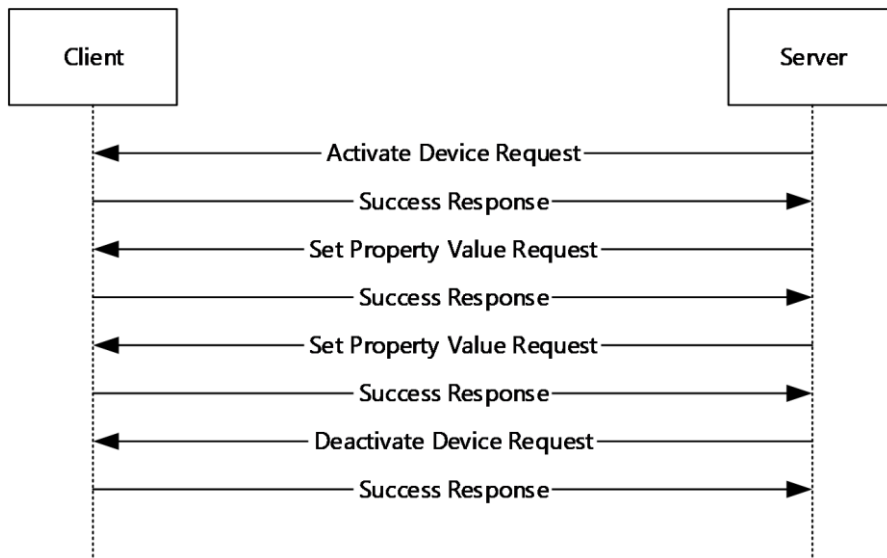 Client
Server
Activate Device Request
Success Response
Set Property Value Request
Success Response
Set Property Value Request
Success Response
Deactivate Device Request
Success Response